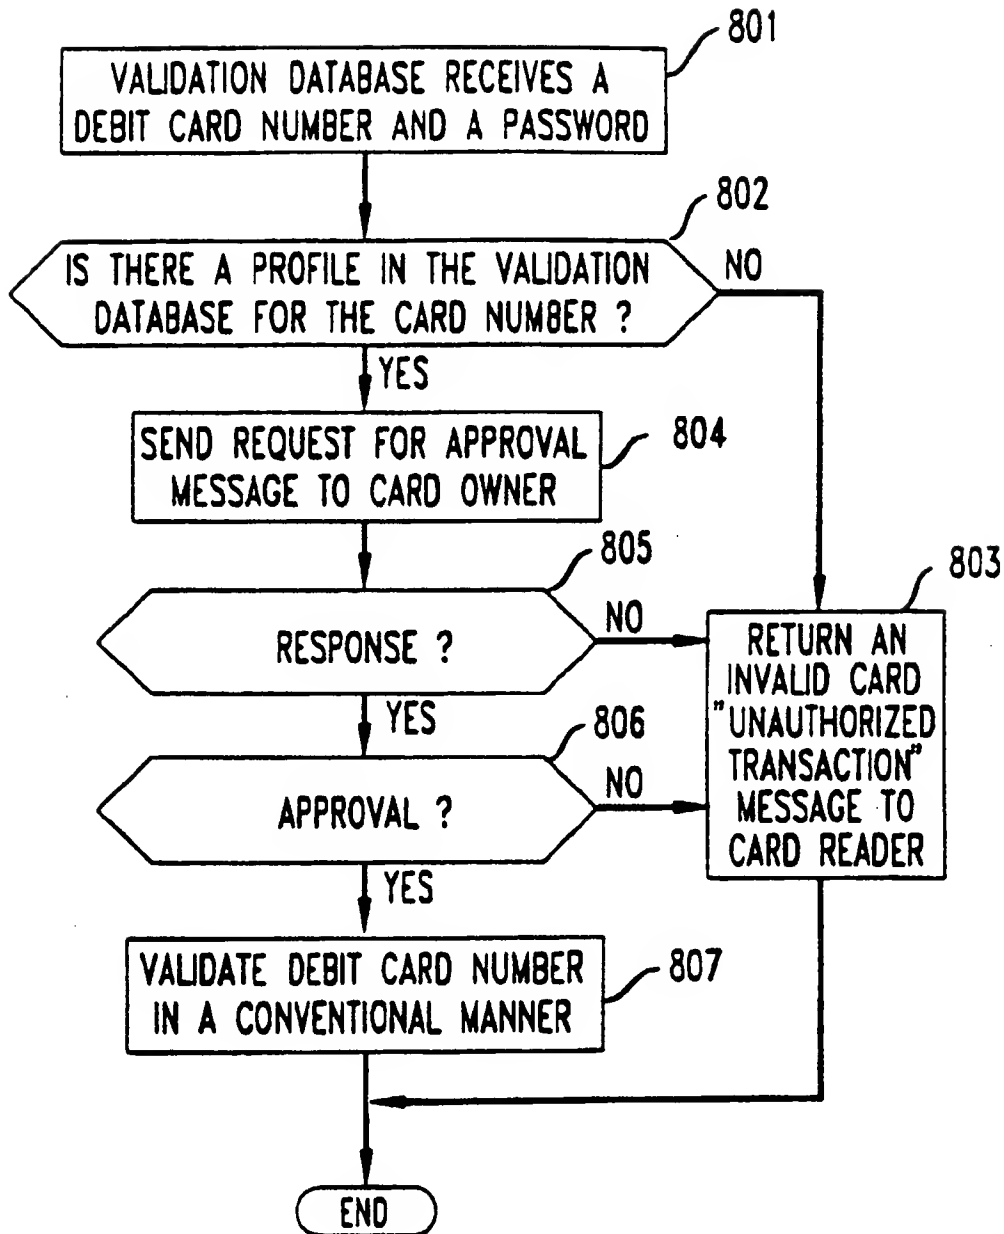 801
VALIDATION DATABASE RECEIVES A
DEBIT CARD NUMBER AND A PASSWORD
802
IS THERE A PROFILE IN THE VALIDATION
DATABASE FOR THE CARD NUMBER ?
NO
YES
SEND REQUEST FOR APPROVAL
MESSAGE TO CARD OWNER
804
805
RESPONSE ?
NO
YES
803
RETURN AN
INVALID CARD
"UNAUTHORIZED
TRANSACTION"
MESSAGE TO
CARD READER
806
APPROVAL ?
NO
YES
VALIDATE DEBIT CARD NUMBER
IN A CONVENTIONAL MANNER
807
END